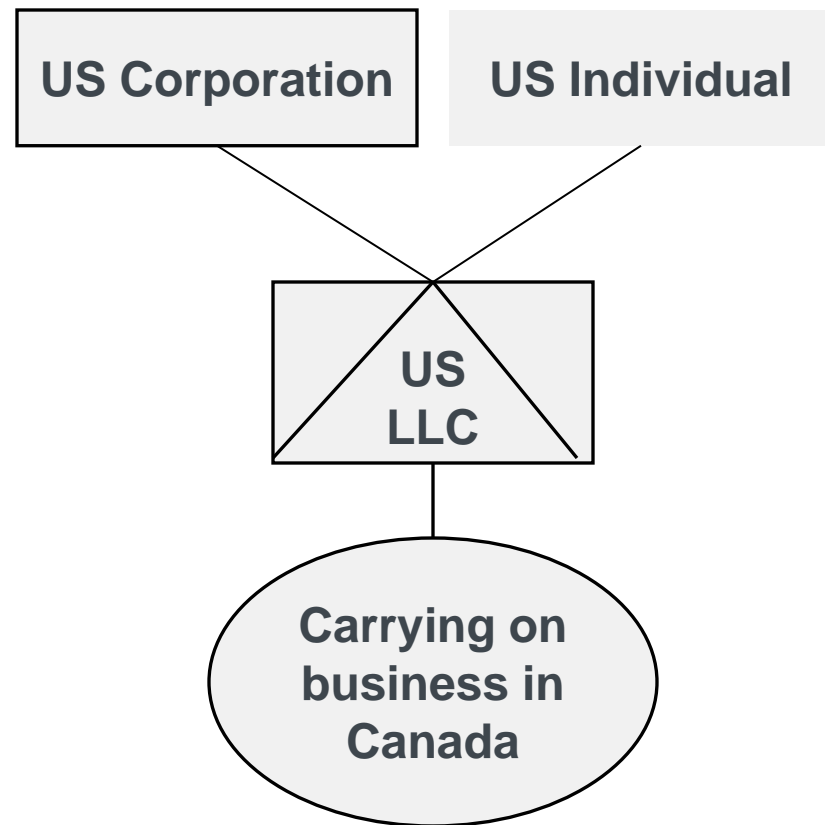 US Corporation
US Individual
US
LLC
Carrying on
business in
Canada